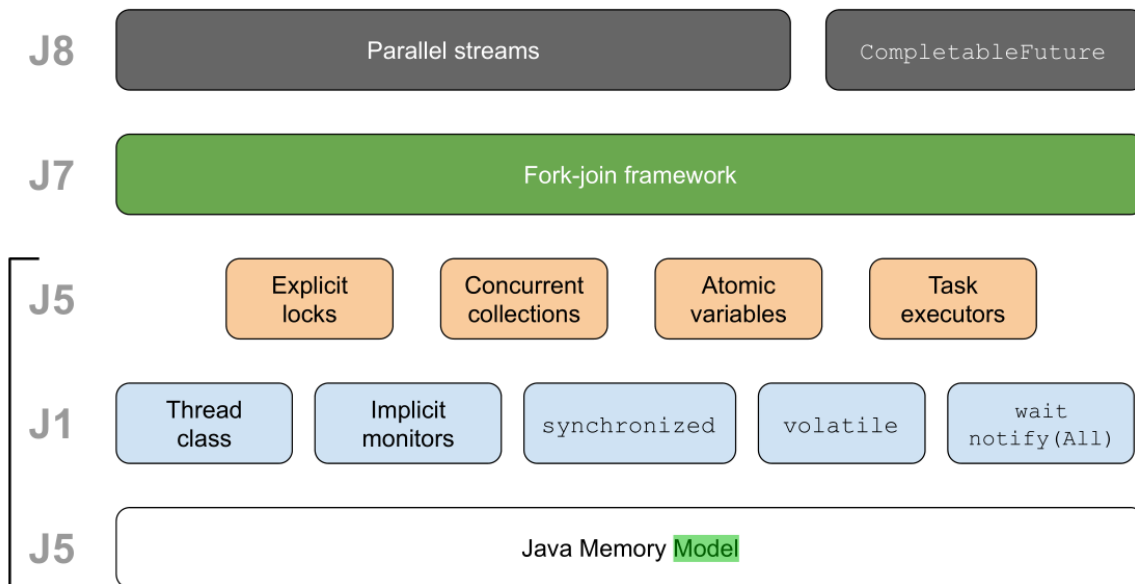 J8
Parallel streams
CompletableFuture
J7
Fork-join framework
J5
Explicit
locks
Concurrent
collections
Atomic
variables
Task
executors
J1
Thread
class
Implicit
monitors
synchronized
volatile
wait
notify(All)
J5
Java Memory Model